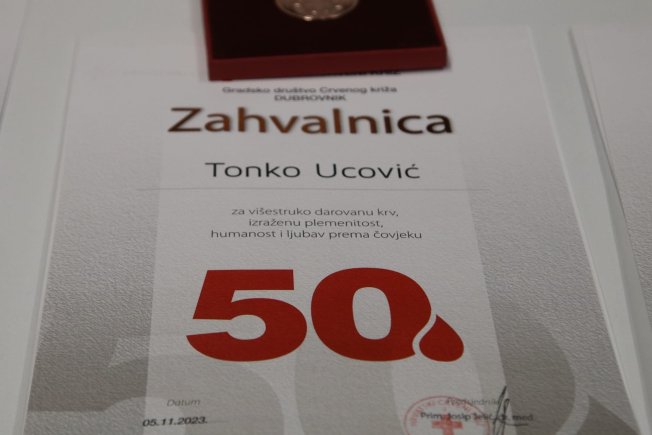 Gradsko društvo Crvenog križa
DUBROVNIK
Zahvalnica
Tonko Ucović
za višestruko darovanu krv,
izraženu plemenitost,
humanost i ljubav prema čovjeku
50
Datum
05.11.2023.